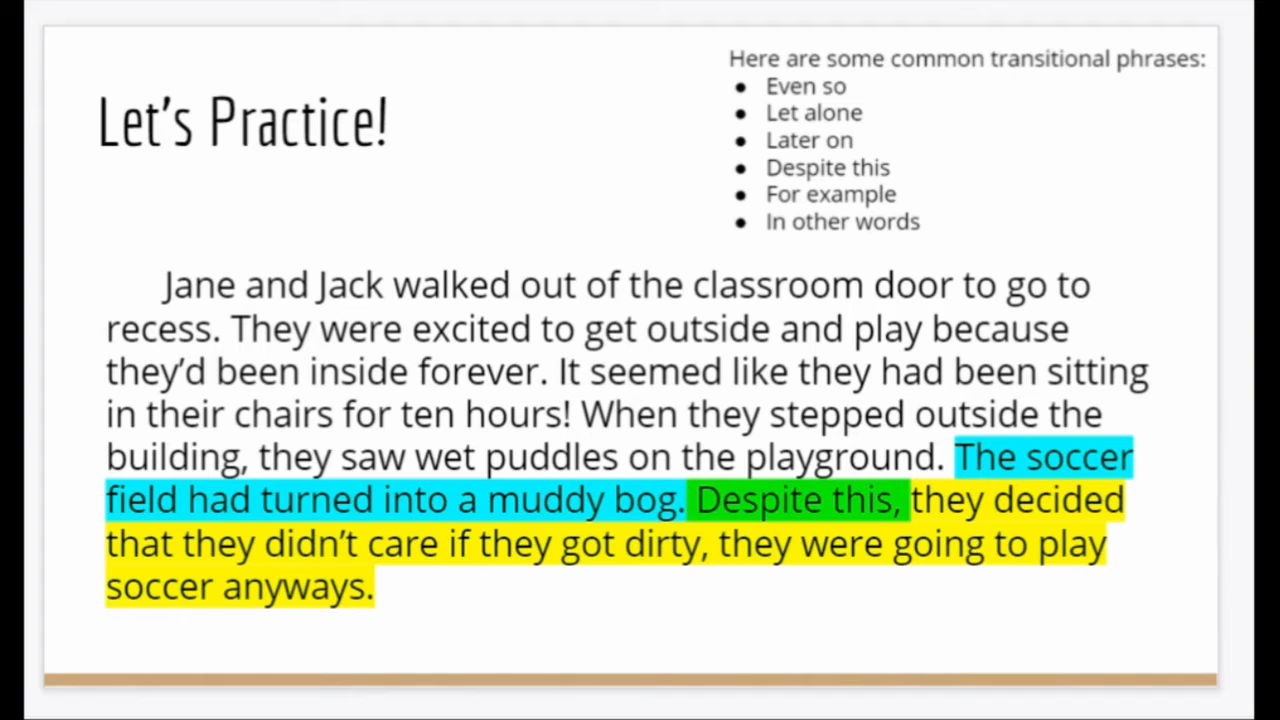 Let's Practice!
Here are some common transitional phrases:
● Even so
● Let alone
● Later on
● Despite this
● For example
● In other words
Jane and Jack walked out of the classroom door to go to
recess. They were excited to get outside and play because
they’d been inside forever. It seemed like they had been sitting
in their chairs for ten hours! When they stepped outside the
building, they saw wet puddles on the playground. The soccer
field had turned into a muddy bog. Despite this, they decided
that they didn’t care if they got dirty, they were going to play
soccer anyways.